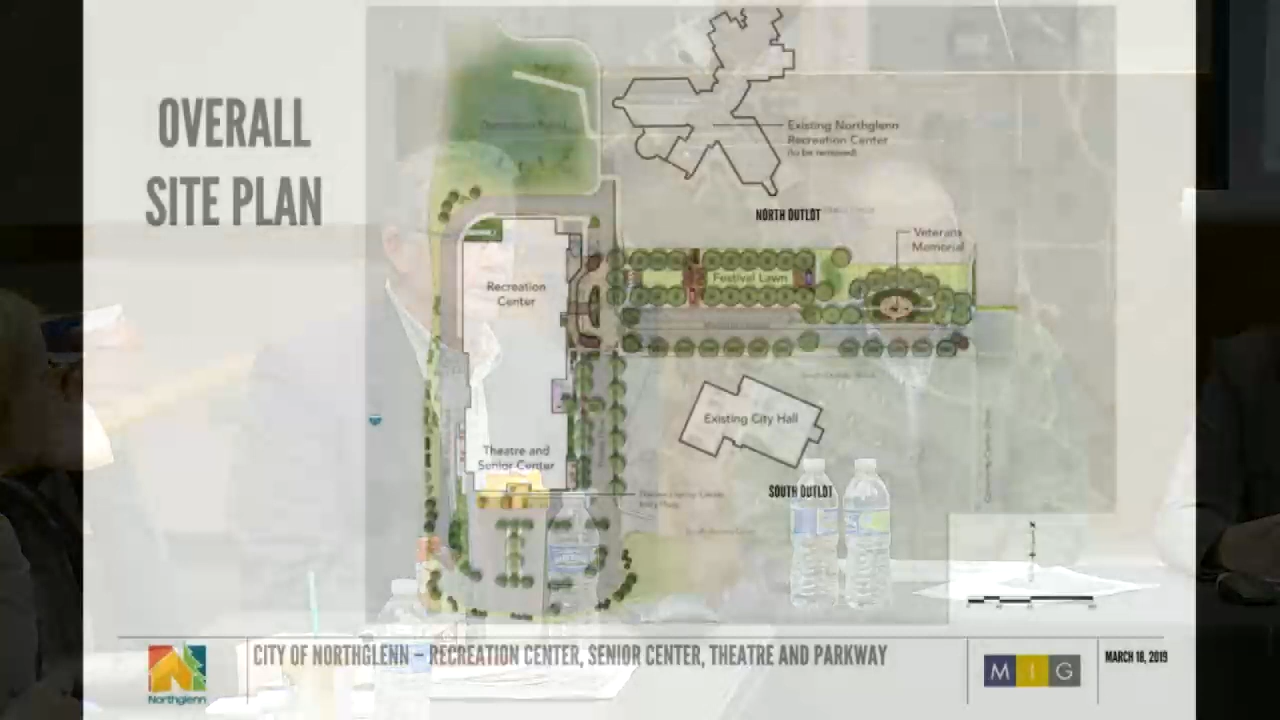 OVERALL
SITE PLAN
Existing Northglenn
Recreation Center
(to be removed)
NORTH OUTLOT
Veterans
Memorial
Festival Lawn
Recreation
Center
Existing City Hall
Theatre and
Senior Center
SOUTH OUTLOT
N
CITY OF NORTHGLENN – RECREATION CENTER, SENIOR CENTER, THEATRE AND PARKWAY
Northglenn
M I G
MARCH 18, 2019